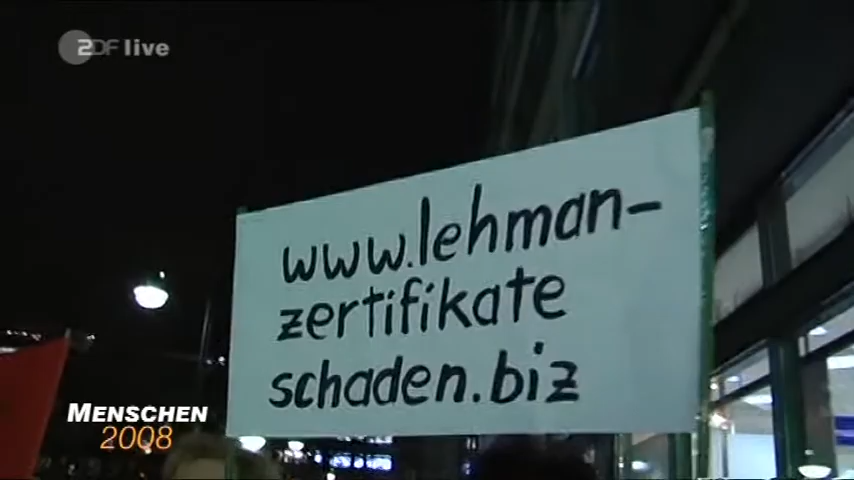 ZDF live
www.lehman-
zertifikate
schaden.biz
MENSCHEN
2008